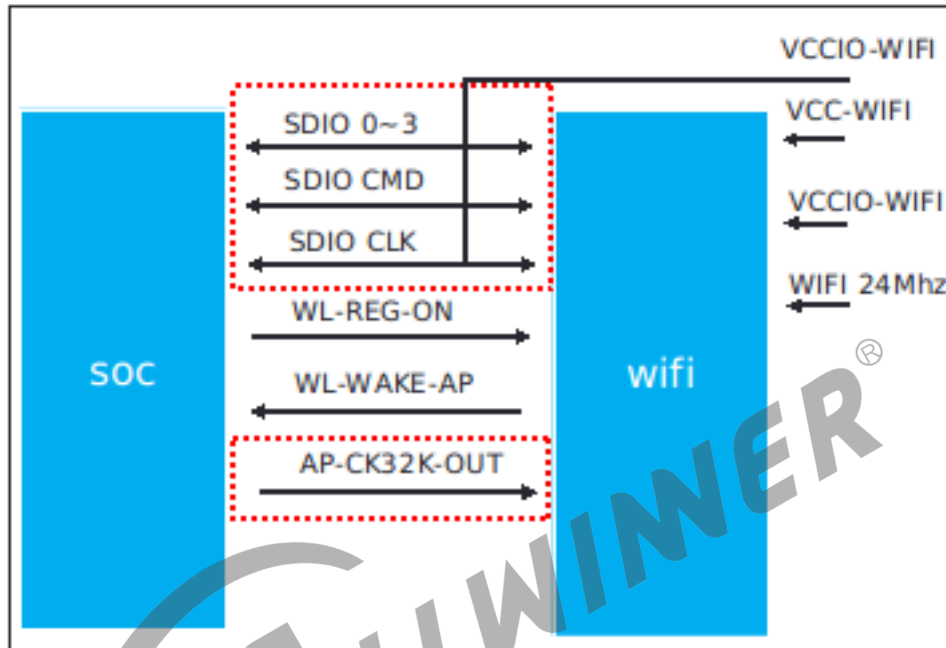 VCCIO-WIFI
SDIO 0~3
VCC-WIFI
SDIO CMD
VCCIO-WIFI
SDIO CLK
WIFI 24Mhz
WL-REG-ON
soc
wifi
WL-WAKE-AP
AP-CK32K-OUT
WINNER®